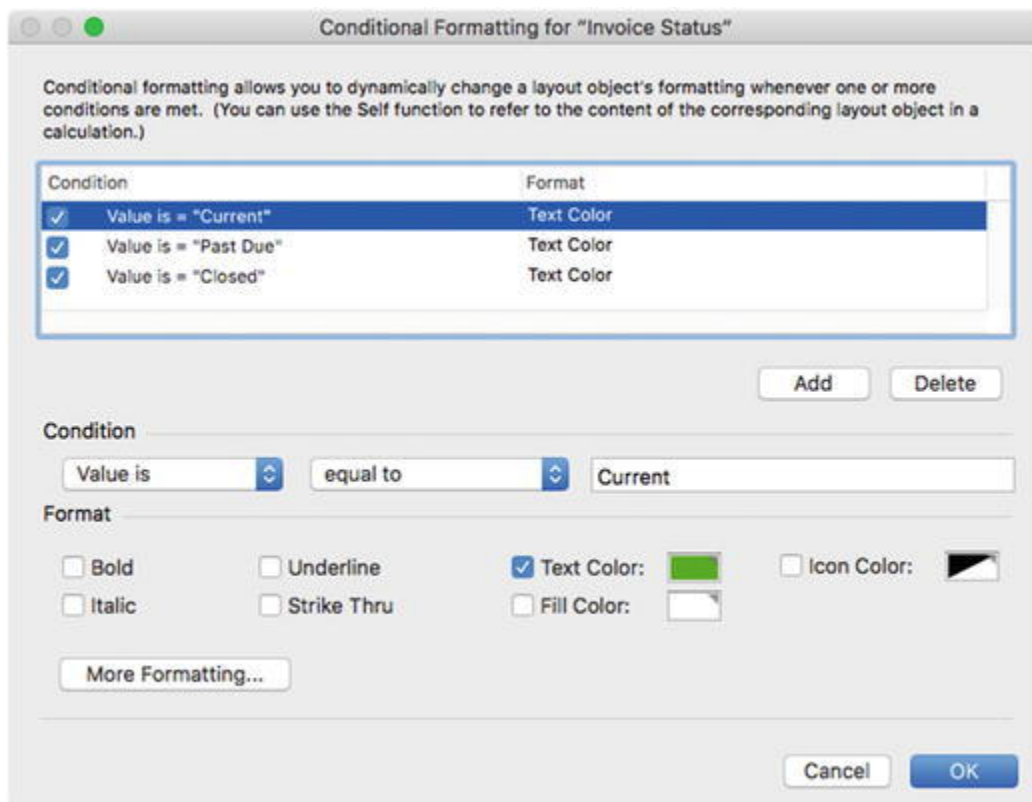 Conditional Formatting for “Invoice Status”
Conditional formatting allows you to dynamically change a layout object's formatting whenever one or more
conditions are met. (You can use the Self function to refer to the content of the corresponding layout object in a
calculation.)
Condition Format
Value is = "Current" Text Color
Value is = "Past Due" Text Color
Value is = "Closed" Text Color
Add Delete
Condition
Value is equal to Current
Format
Bold Underline Text Color: Icon Color:
Italic Strike Thru Fill Color:
More Formatting...
Cancel OK